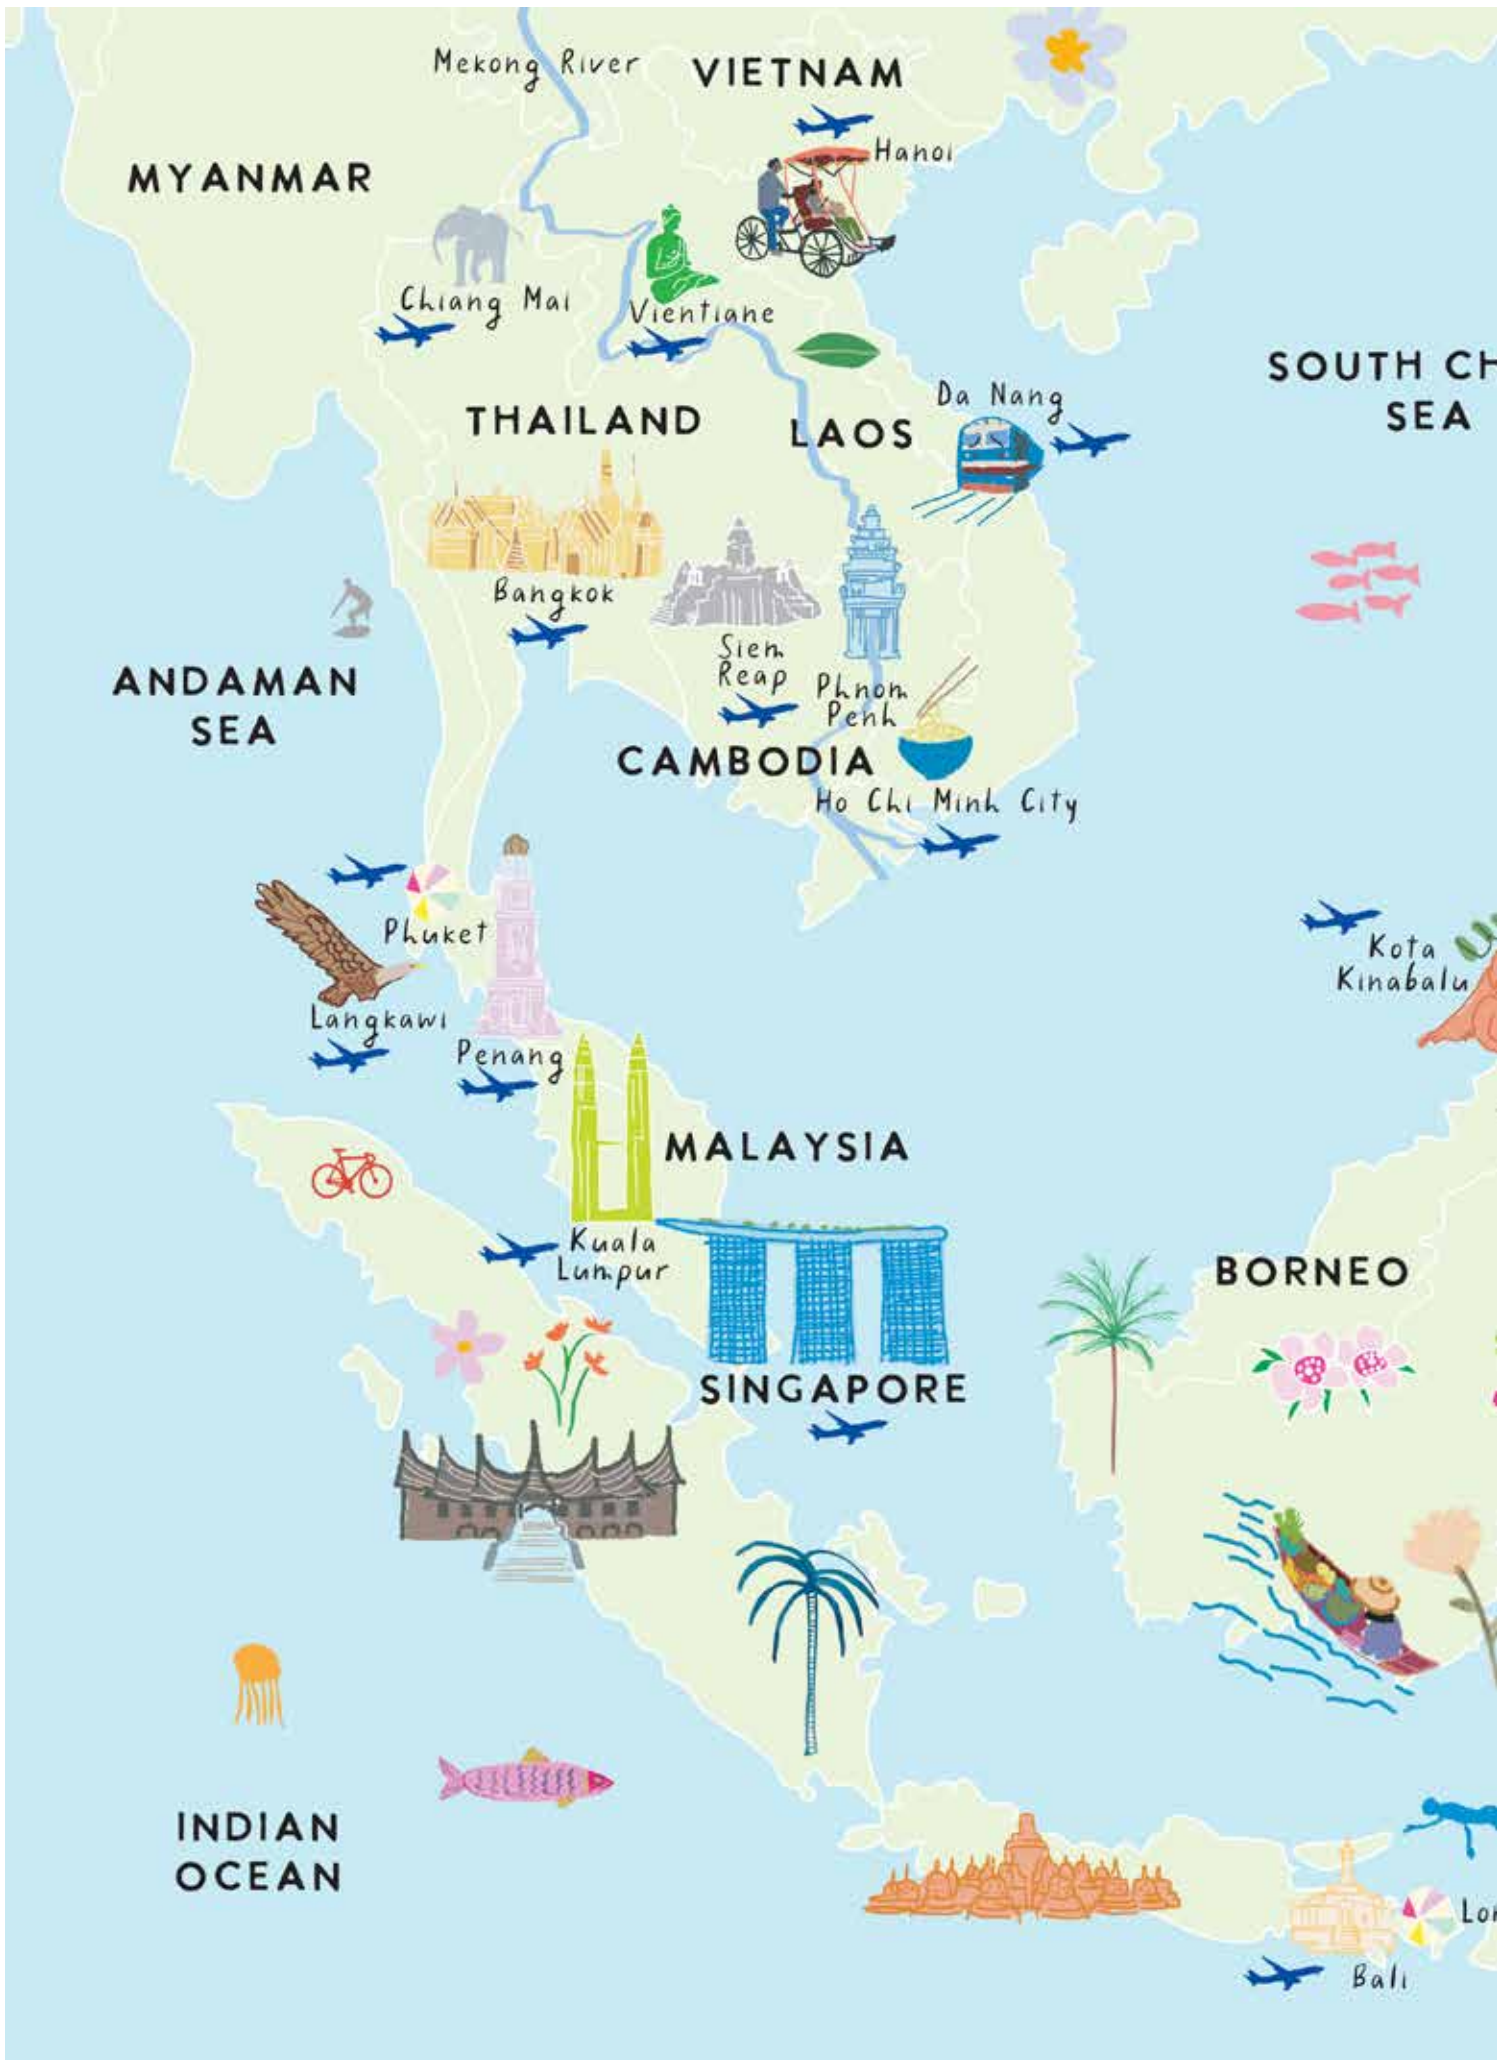 Mekong River
VIETNAM
Hanoi
MYANMAR
Chiang Mai
Vientiane
SOUTH CH
SEA
Da Nang
THAILAND
LAOS
Bangkok
Siem
Reap
Phnom
Penh
ANDAMAN
SEA
CAMBODIA
Ho Chi Minh City
Phuket
Kota
Kinabalu
Langkawi
Penang
MALAYSIA
Kuala
Lumpur
BORNEO
SINGAPORE
INDIAN
OCEAN
Lo
Bali